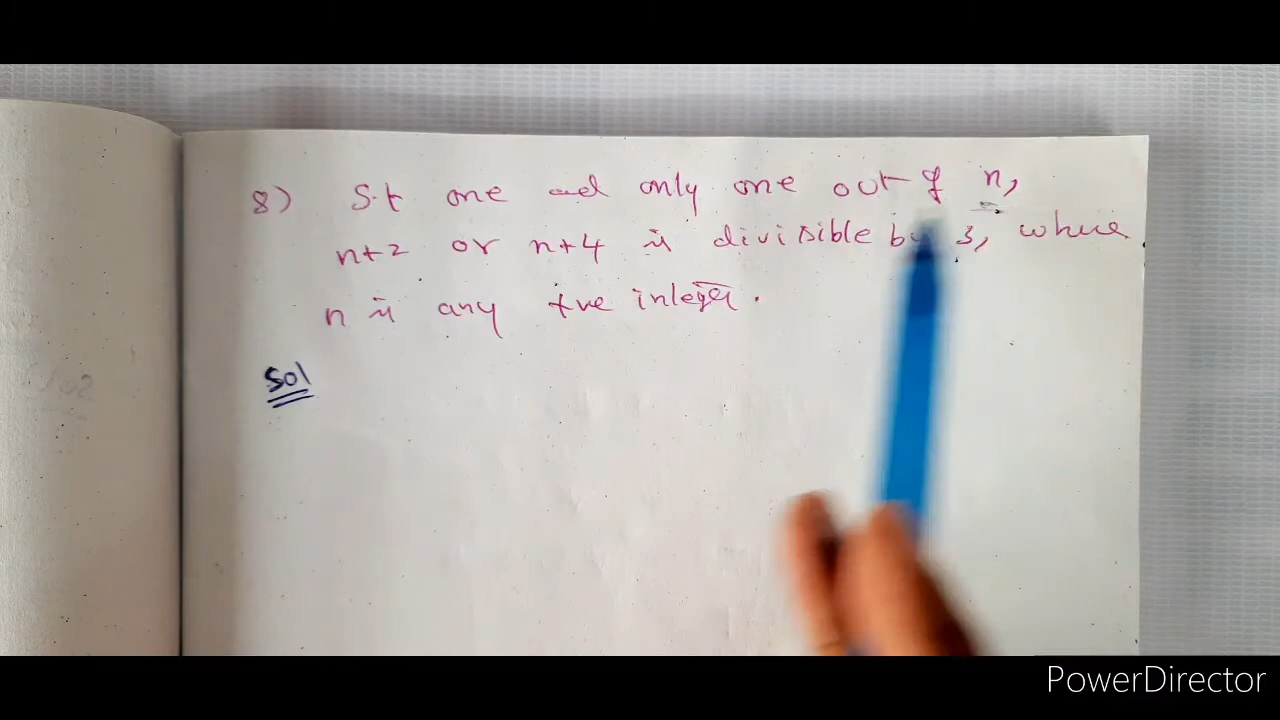 8) S.t one and only one out of n,
n+2 or n+4 is divisible by 3, where
n is any +ve integer.
Sol
PowerDirector